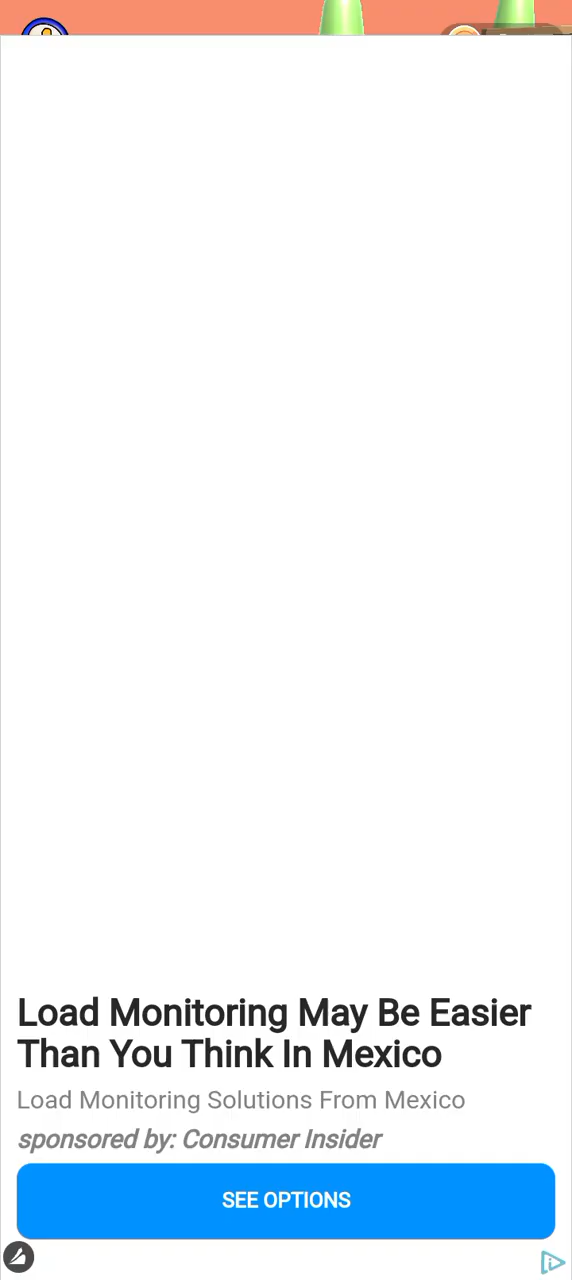 Load Monitoring May Be Easier
Than You Think In Mexico
Load Monitoring Solutions From Mexico
sponsored by: Consumer Insider
SEE OPTIONS